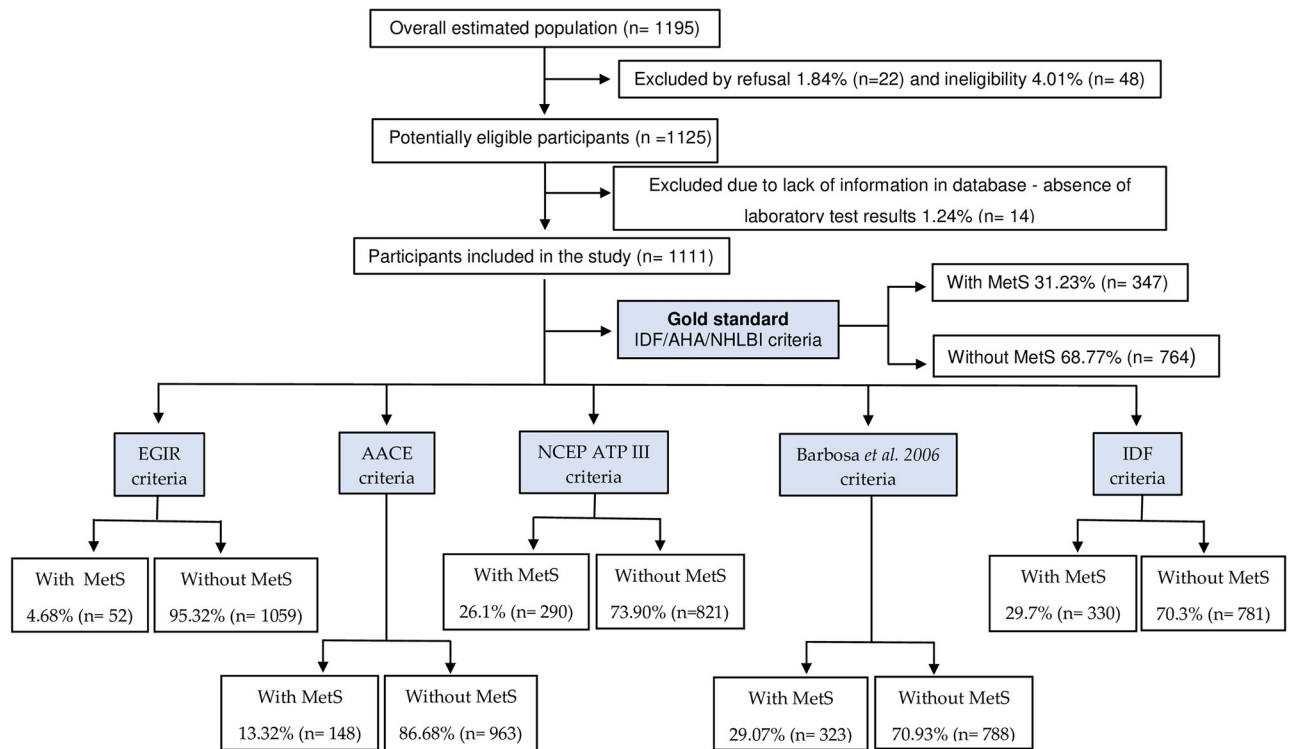 Overall estimated population (n= 1195)
Excluded by refusal 1.84% (n=22) and ineligibility 4.01% (n= 48)
Potentially eligible participants (n =1125)
Excluded due to lack of information in database - absence of
laboratory test results 1.24% (n= 14)
Participants included in the study (n= 1111)
Gold standard
IDF/AHA/NHLBI criteria
With MetS 31.23% (n= 347)
Without MetS 68.77% (n= 764)
EGIR
criteria
AACE
criteria
NCEP ATP III
criteria
Barbosa et al. 2006
criteria
IDF
criteria
With MetS
4.68% (n= 52)
Without MetS
95.32% (n= 1059)
With MetS
26.1% (n= 290)
Without MetS
73.90% (n=821)
With MetS
29.7% (n= 330)
Without MetS
70.3% (n= 781)
With MetS
13.32% (n= 148)
Without MetS
86.68% (n= 963)
With MetS
29.07% (n= 323)
Without MetS
70.93% (n= 788)